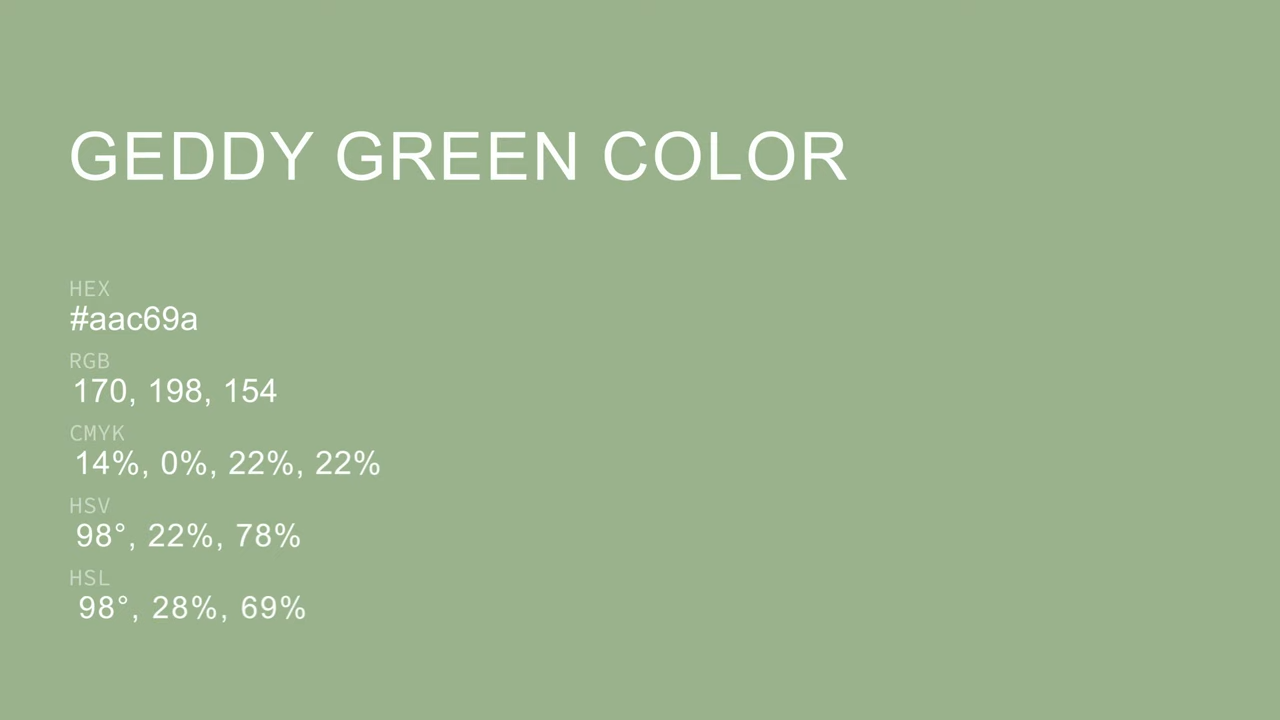 GEDDY GREEN COLOR
HEX
#aac69a
RGB
170, 198, 154
CMYK
14%, 0%, 22%, 22%
HSV
98°, 22%, 78%
HSL
98°, 28%, 69%